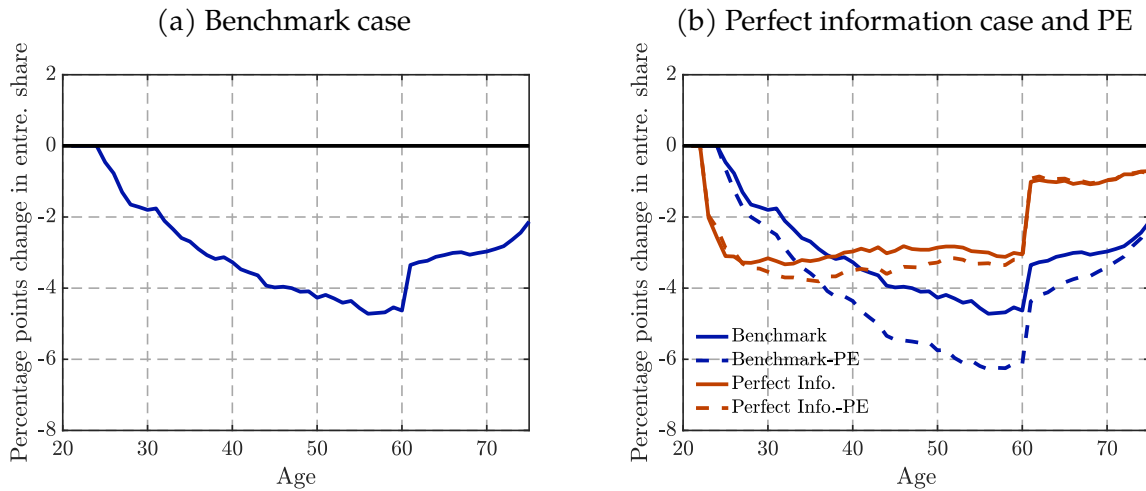 (a) Benchmark case
Percentage points change in entre. share
2
0
-2
-4
-6
-8
20
30
40
50
60
70
Age
(b) Perfect information case and PE
Percentage points change in entre. share
2
0
-2
-4
-6
-8
Benchmark
Benchmark-PE
Perfect Info.
Perfect Info.-PE
20
30
40
50
60
70
Age